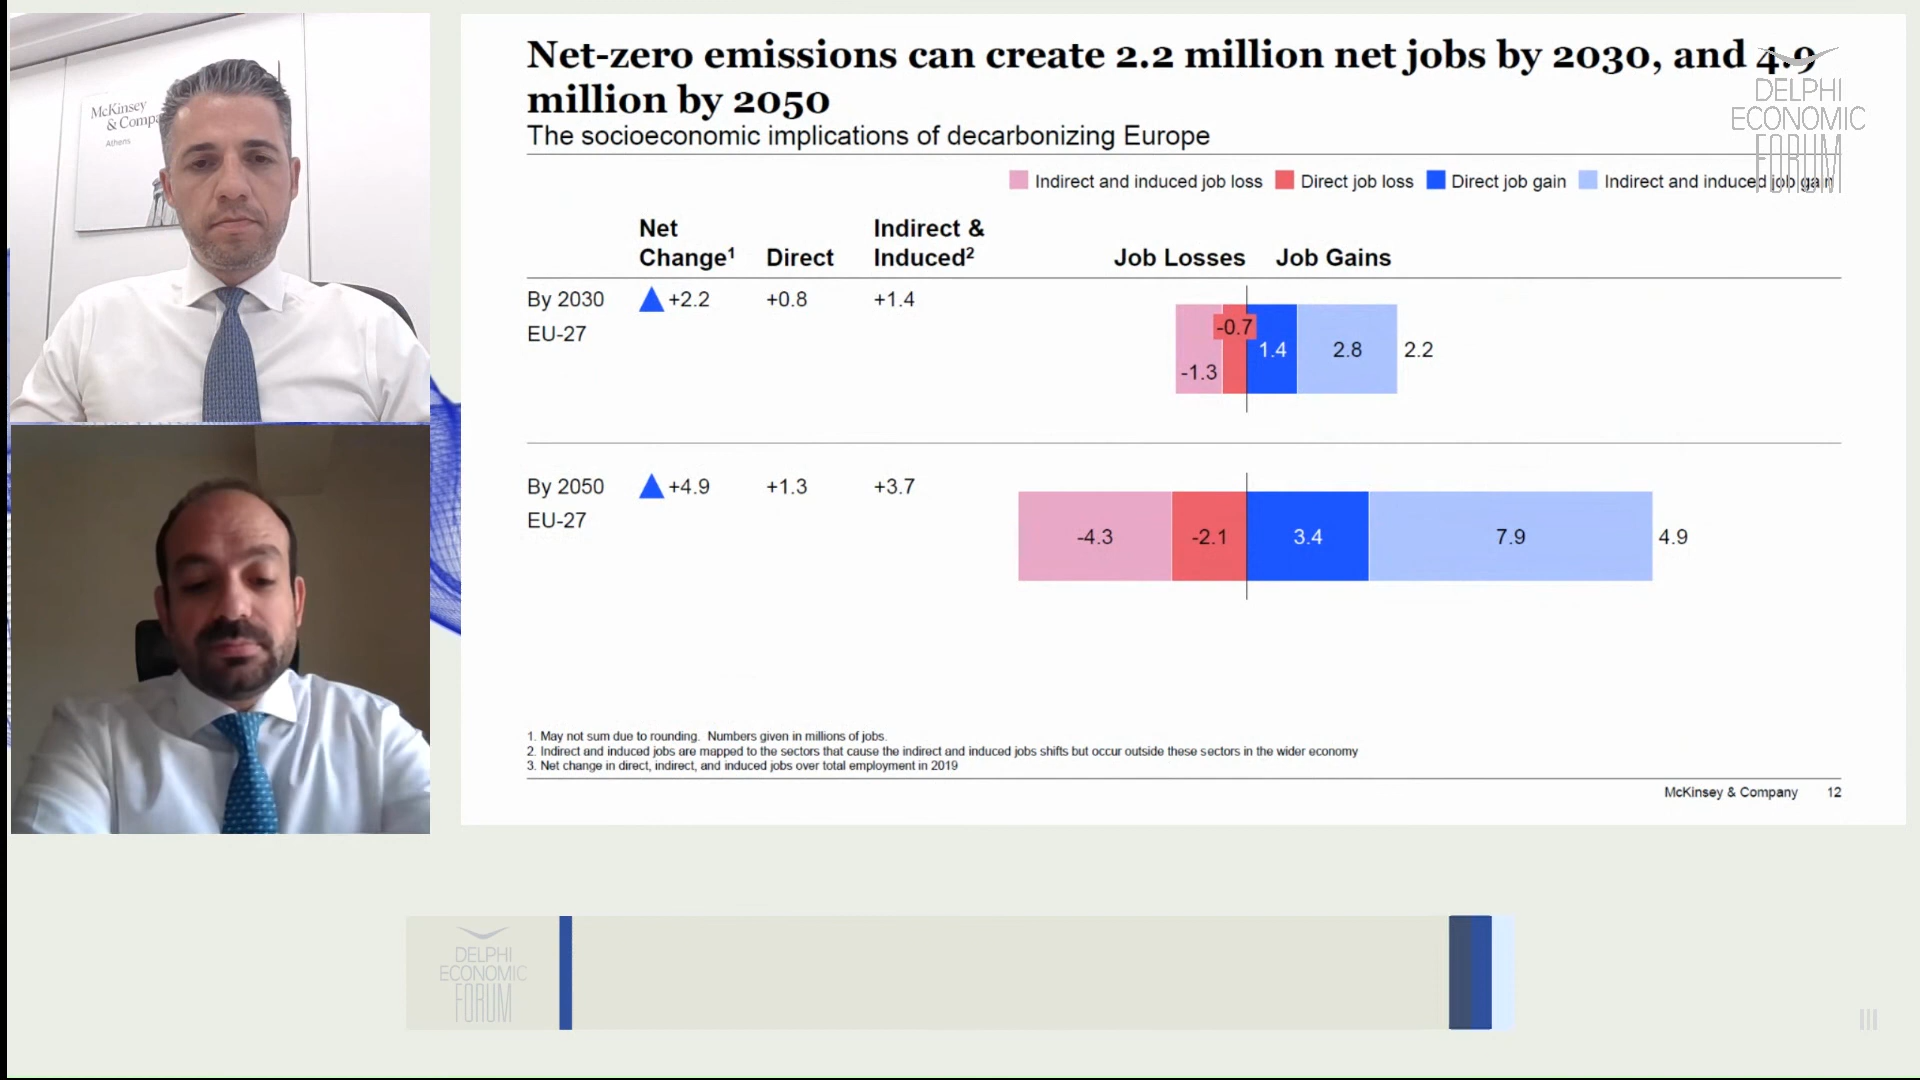 McKinsey
& Compa
Athens
Net-zero emissions can create 2.2 million net jobs by 2030, and 4.9
million by 2050
The socioeconomic implications of decarbonizing Europe
DELPHI
ECONOMIC
FORUM
Indirect and induced job loss Direct job loss Direct job gain Indirect and induced job gain
Net Change¹ Direct Indirect & Induced² Job Losses Job Gains
By 2030 +2.2 +0.8 +1.4
EU-27
-0.7
-1.3 1.4 2.8 2.2
By 2050 +4.9 +1.3 +3.7
EU-27
-4.3 -2.1 3.4 7.9 4.9
1. May not sum due to rounding. Numbers given in millions of jobs.
2. Indirect and induced jobs are mapped to the sectors that cause the indirect and induced jobs shifts but occur outside these sectors in the wider economy
3. Net change in direct, indirect, and induced jobs over total employment in 2019
McKinsey & Company 12
DELPHI
ECONOMIC
FORUM